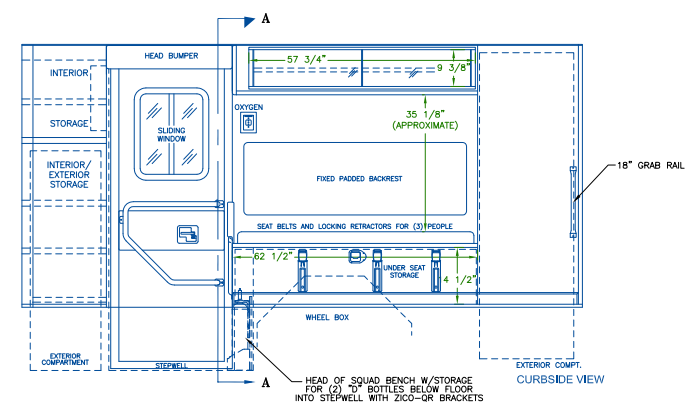 A
HEAD BUMPER
57 3/4"
9 3/8"
INTERIOR
STORAGE
OXYGEN
35 1/8"
(APPROXIMATE)
SLIDING
WINDOW
INTERIOR/
EXTERIOR
STORAGE
FIXED PADDED BACKREST
18" GRAB RAIL
SEAT BELTS AND LOCKING RETRACTORS FOR (3) PEOPLE
62 1/2"
UNDER SEAT
STORAGE
4 1/2"
WHEEL BOX
EXTERIOR
COMPARTMENT
STEPWELL
EXTERIOR COMPT.
CURBSIDE VIEW
A
HEAD OF SQUAD BENCH W/STORAGE
FOR (2) "D" BOTTLES BELOW FLOOR
INTO STEPWELL WITH ZICO-QR BRACKETS